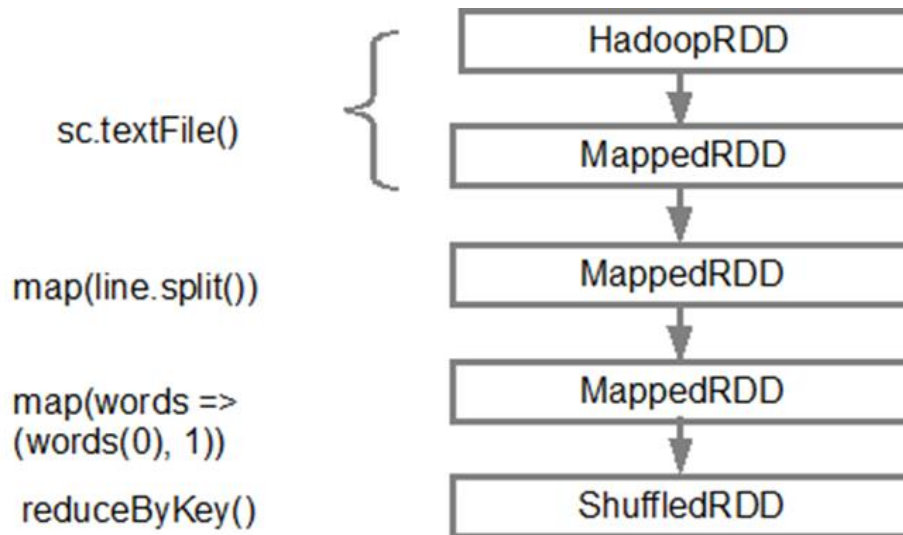 HadoopRDD
sc.textFile()
MappedRDD
map(line.split())
MappedRDD
map(words =>
(words(0), 1))
MappedRDD
reduceByKey()
ShuffledRDD